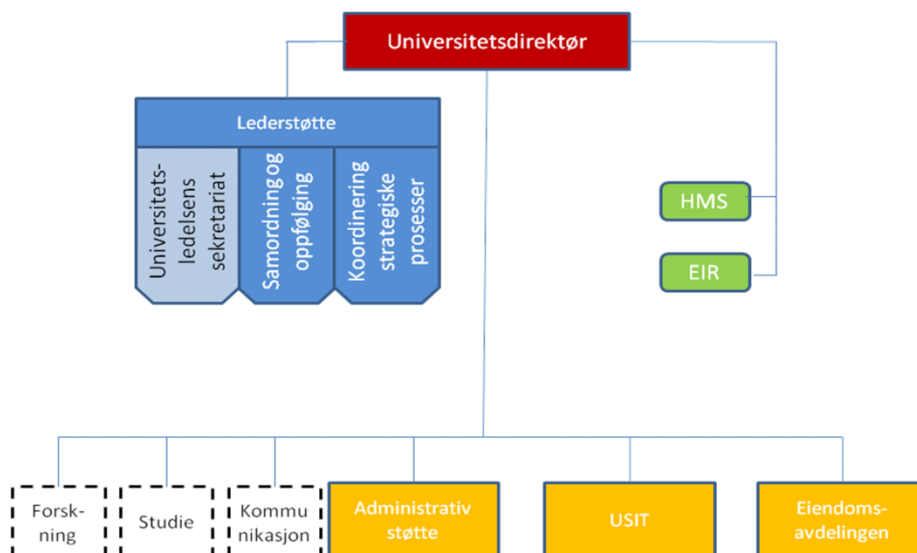 Universitetsdirektør
Lederstøtte
Universitets-
ledelsens
sekretariat
Samordning og
oppfølging
Koordinering
strategiske
prosesser
HMS
EIR
Forsk-
ning
Studie
Kommu
nikasjon
Administrativ
støtte
USIT
Eiendoms-
avdelingen